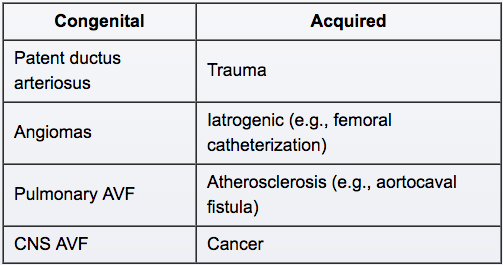 Congenital Acquired
Patent ductus
arteriosus
Trauma
Angiomas
Iatrogenic (e.g., femoral
catheterization)
Pulmonary AVF
Atherosclerosis (e.g., aortocaval
fistula)
CNS AVF
Cancer